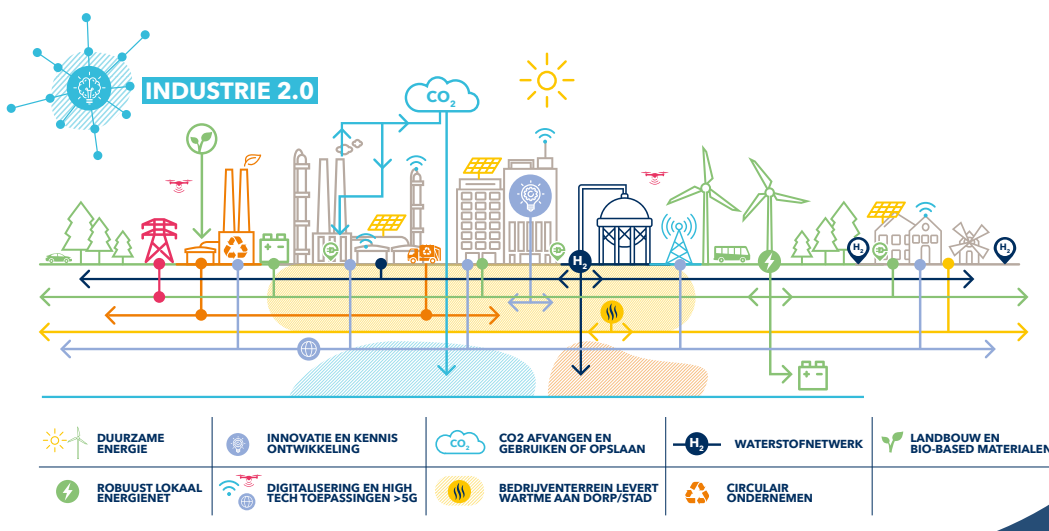 INDUSTRIE 2.0
CO2
H2
H2
H2
DUURZAME
ENERGIE
INNOVATIE EN KENNIS
ONTWIKKELING
CO2
CO2 AFVANGEN EN
GEBRUIKEN OF OPSLAAN
H2
WATERSTOFNETWERK
LANDBOUW EN
BIO-BASED MATERIALEN
ROBUUST LOKAAL
ENERGIENET
DIGITALISERING EN HIGH
TECH TOEPASSINGEN >5G
BEDRIJVENTERREIN LEVERT
WARTME AAN DORP/STAD
CIRCULAIR
ONDERNEMEN